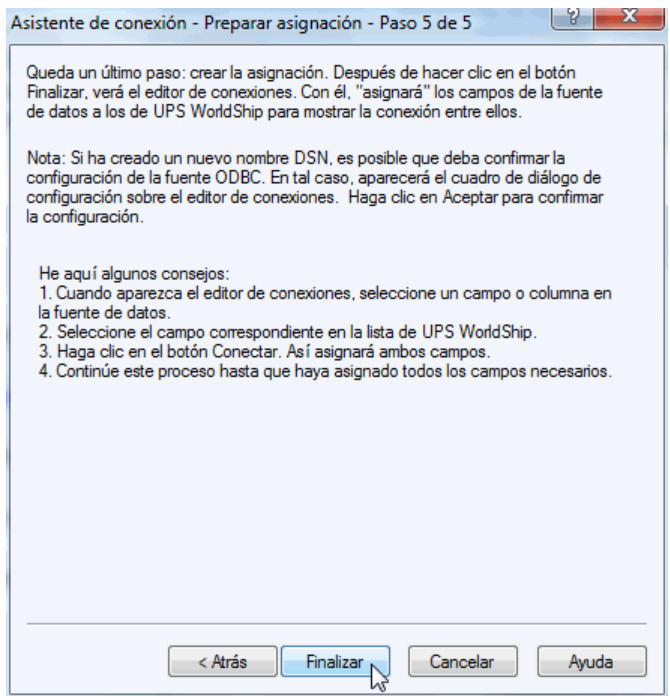 Asistente de conexión - Preparar asignación - Paso 5 de 5
Queda un último paso: crear la asignación. Después de hacer clic en el botón
Finalizar, verá el editor de conexiones. Con él, "asignará" los campos de la fuente
de datos a los de UPS WorldShip para mostrar la conexión entre ellos.
Nota: Si ha creado un nuevo nombre DSN, es posible que deba confirmar la
configuración de la fuente ODBC. En tal caso, aparecerá el cuadro de diálogo de
configuración sobre el editor de conexiones. Haga clic en Aceptar para confirmar
la configuración.
He aquí algunos consejos:
1. Cuando aparezca el editor de conexiones, seleccione un campo o columna en
la fuente de datos.
2. Seleccione el campo correspondiente en la lista de UPS WorldShip.
3. Haga clic en el botón Conectar. Así asignará ambos campos.
4. Continúe este proceso hasta que haya asignado todos los campos necesarios.
< Atrás Finalizar Cancelar Ayuda